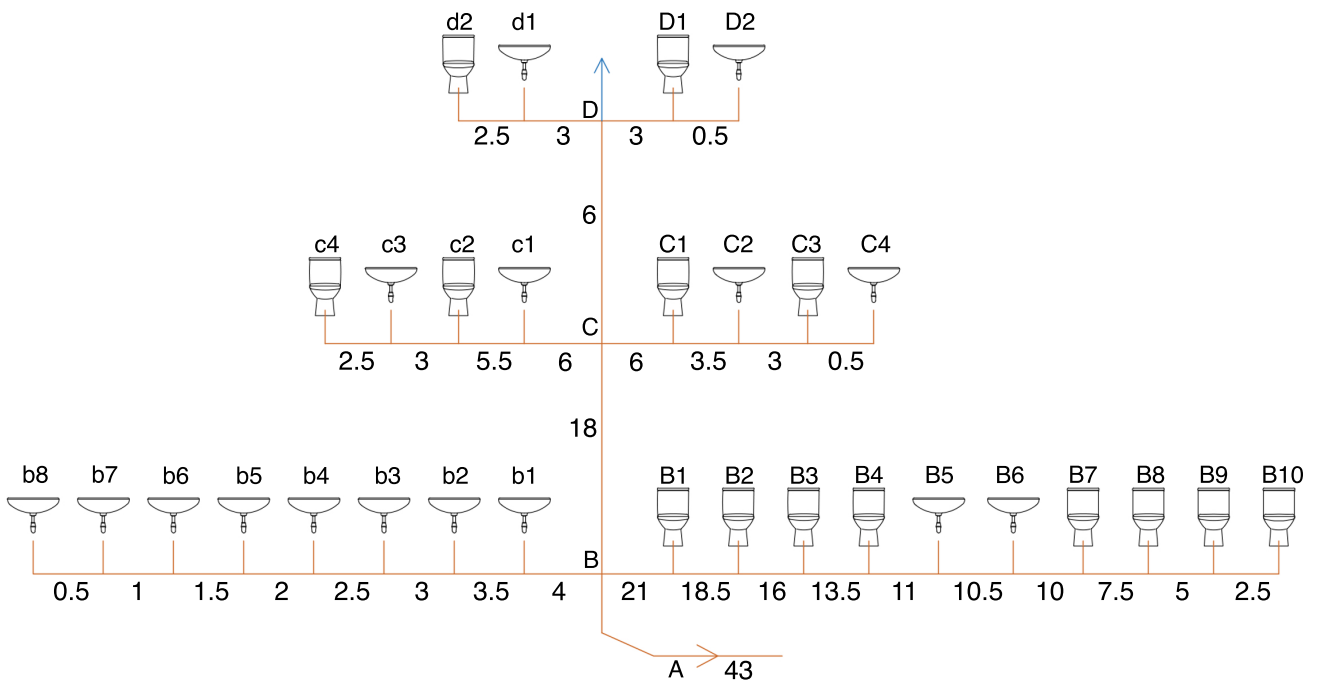 d2 d1 D1 D2
D
2.5 3 3 0.5
6
c4 c3 c2 c1 C1 C2 C3 C4
C
2.5 3 5.5 6 6 3.5 3 0.5
18
b8 b7 b6 b5 b4 b3 b2 b1 B1 B2 B3 B4 B5 B6 B7 B8 B9 B10
B
0.5 1 1.5 2 2.5 3 3.5 4 21 18.5 16 13.5 11 10.5 10 7.5 5 2.5
A 43